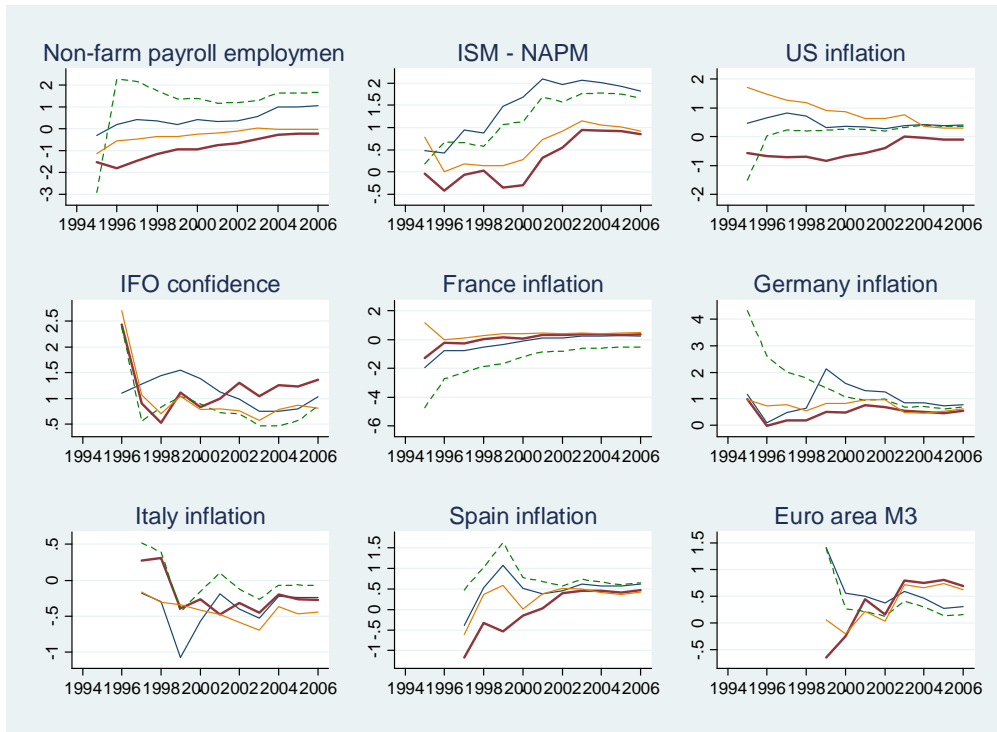 Non-farm payroll employmen
2
1
0
-1
-2
-3
1994 1996 1998 2000 2002 2004 2006
ISM - NAPM
2
1.5
1
.5
0
-.5
1994 1996 1998 2000 2002 2004 2006
US inflation
2
1
0
-1
-2
1994 1996 1998 2000 2002 2004 2006
IFO confidence
2.5
2
1.5
1
.5
1994 1996 1998 2000 2002 2004 2006
France inflation
2
0
-2
-4
-6
1994 1996 1998 2000 2002 2004 2006
Germany inflation
4
3
2
1
0
1994 1996 1998 2000 2002 2004 2006
Italy inflation
.5
0
-.5
-1
1994 1996 1998 2000 2002 2004 2006
Spain inflation
1.5
1
.5
0
-.5
-1
1994 1996 1998 2000 2002 2004 2006
Euro area M3
1.5
1
.5
0
-.5
1994 1996 1998 2000 2002 2004 2006